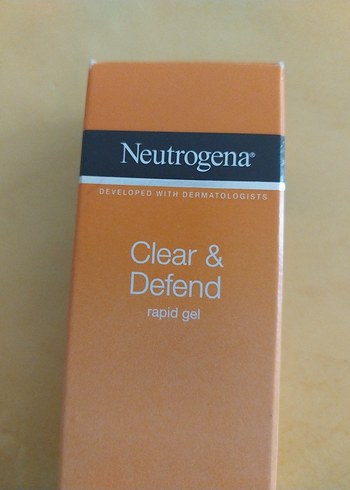 Neutrogena®
DEVELOPED WITH DERMATOLOGISTS
Clear &
Defend
rapid gel